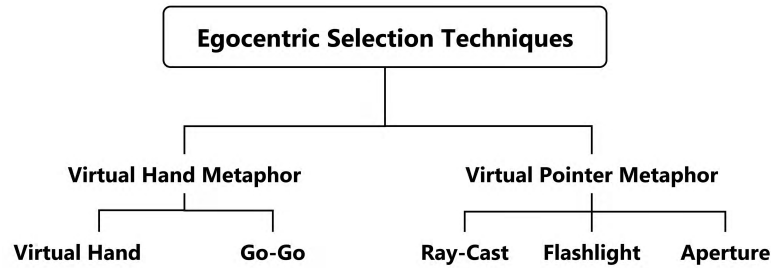 Egocentric Selection Techniques
Virtual Hand Metaphor
Virtual Pointer Metaphor
Virtual Hand
Go-Go
Ray-Cast
Flashlight
Aperture